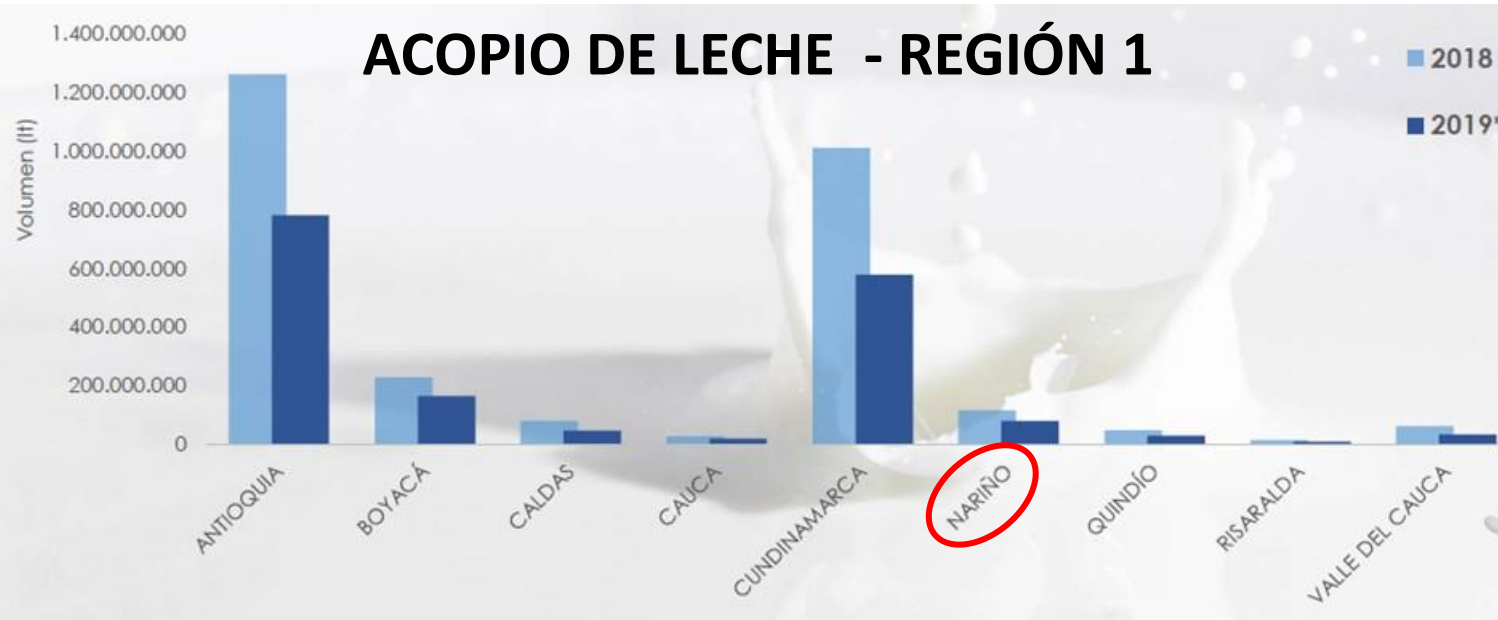 ACOPIO DE LECHE - REGIÓN 1
2018
2019*
Volumen (lt)
1.400.000.000
1.200.000.000
1.000.000.000
800.000.000
600.000.000
400.000.000
200.000.000
0
ANTIOQUIA
BOYACÁ
CALDAS
CAUCA
CUNDINAMARCA
NARIÑO
QUINDÍO
RISARALDA
VALLE DEL CAUCA